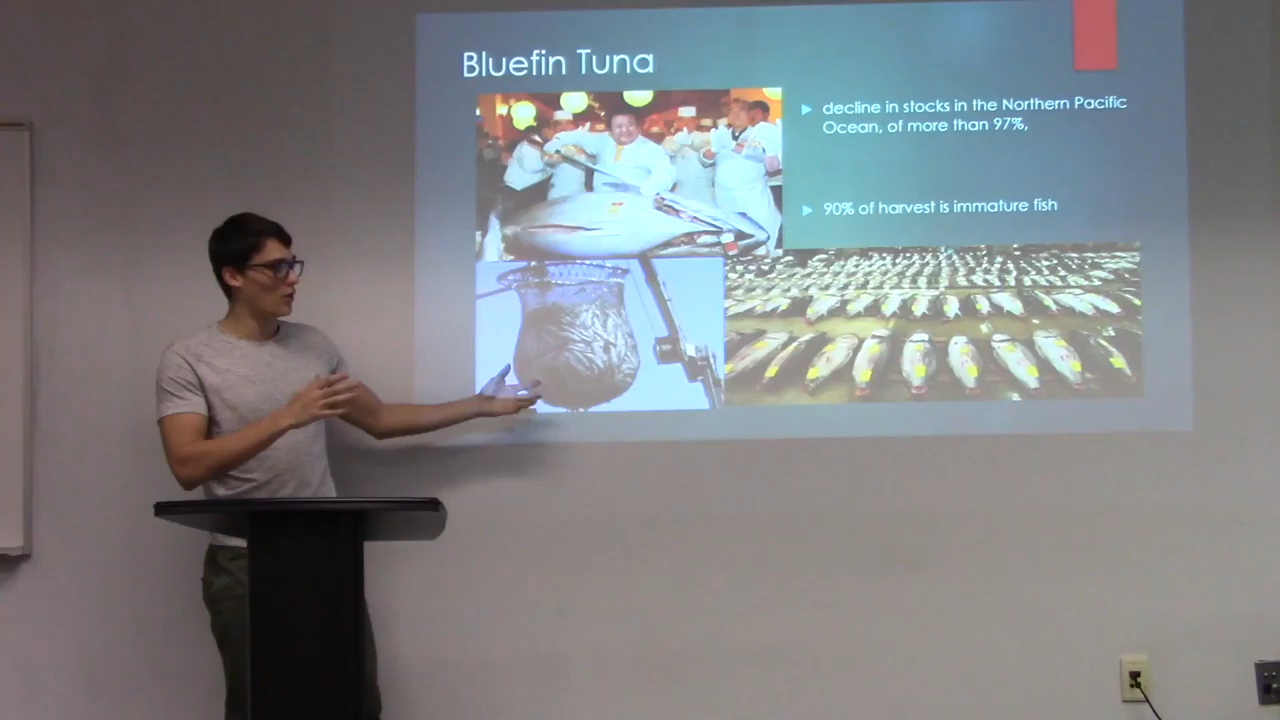 Bluefin Tuna
decline in stocks in the Northern Pacific
Ocean, of more than 97%,
90% of harvest is immature fish